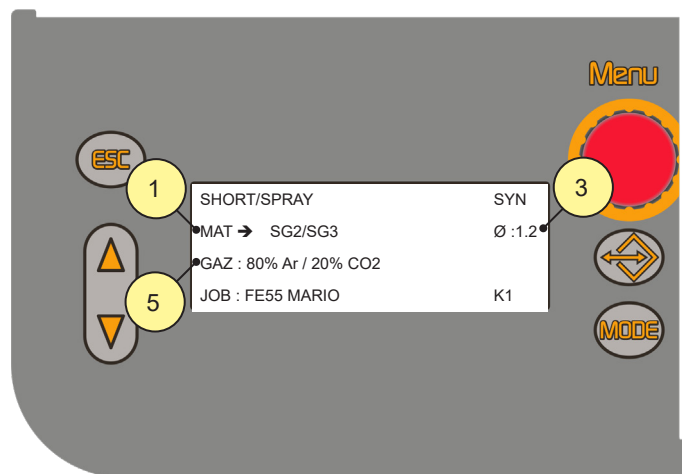 Menu
ESC
1
3
SHORT/SPRAY SYN
MAT ➔ SG2/SG3 Ø :1.2
GAZ : 80% Ar / 20% CO2
5
JOB : FE55 MARIO K1
MODE